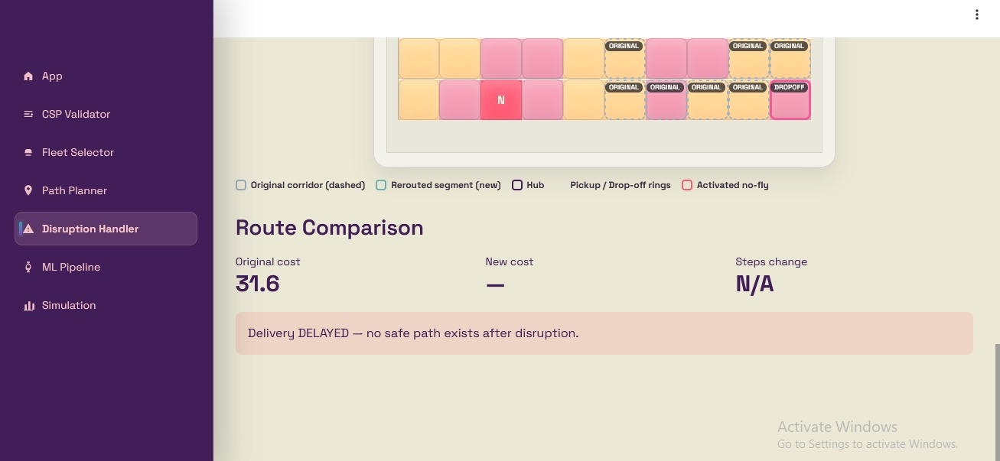 App
CSP Validator
Fleet Selector
Path Planner
Disruption Handler
ML Pipeline
Simulation
ORIGINAL ORIGINAL ORIGINAL
N ORIGINAL ORIGINAL ORIGINAL ORIGINAL DROPOFF
Original corridor (dashed) Rerouted segment (new) Hub Pickup / Drop-off rings Activated no-fly
Route Comparison
Original cost New cost Steps change
31.6 — N/A
Delivery DELAYED — no safe path exists after disruption.
Activate Windows
Go to Settings to activate Windows.